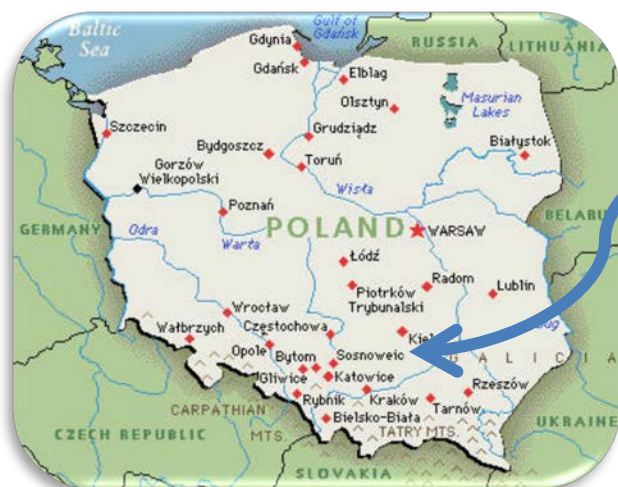 Baltic
Sea
Gulf of
Gdańsk
RUSSIA
LITHUANIA
Gdynia
Gdańsk
Elbląg
Olsztyn
Masurian
Lakes
Szczecin
Grudziądz
Białystok
Bydgoszcz
Toruń
Gorzów
Wielkopolski
Wisła
Poznań
GERMANY
Odra
Warta
POLAND
WARSAW
BELARU
Łódź
Piotrków
Trybunalski
Radom
Lublin
Wrocław
Wałbrzych
Częstochowa
Kiel
Opole
Bytom
Sosnoweic
GALICIA
Gliwice
Katowice
Rybnik
Kraków
Tarnów
Rzeszów
CARPATHIAN
MTS.
Bielsko-Biała
TATRY MTS.
UKRAINE
CZECH REPUBLIC
SLOVAKIA